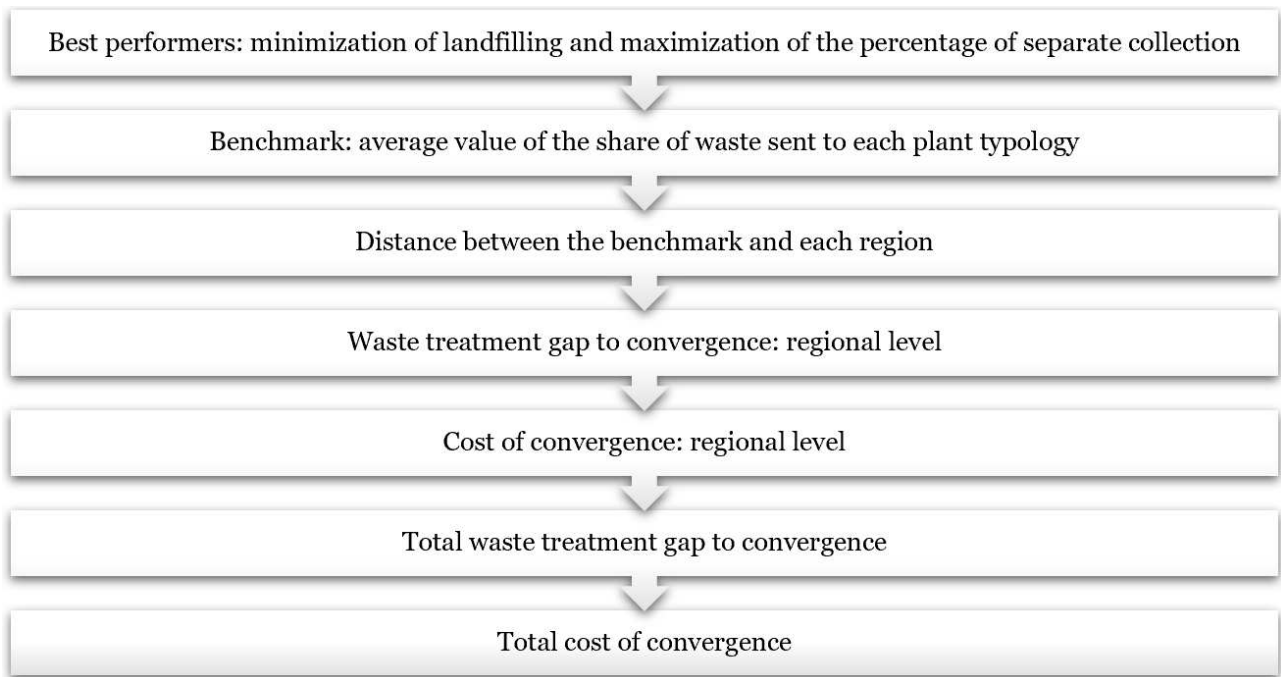 Best performers: minimization of landfilling and maximization of the percentage of separate collection
Benchmark: average value of the share of waste sent to each plant typology
Distance between the benchmark and each region
Waste treatment gap to convergence: regional level
Cost of convergence: regional level
Total waste treatment gap to convergence
Total cost of convergence